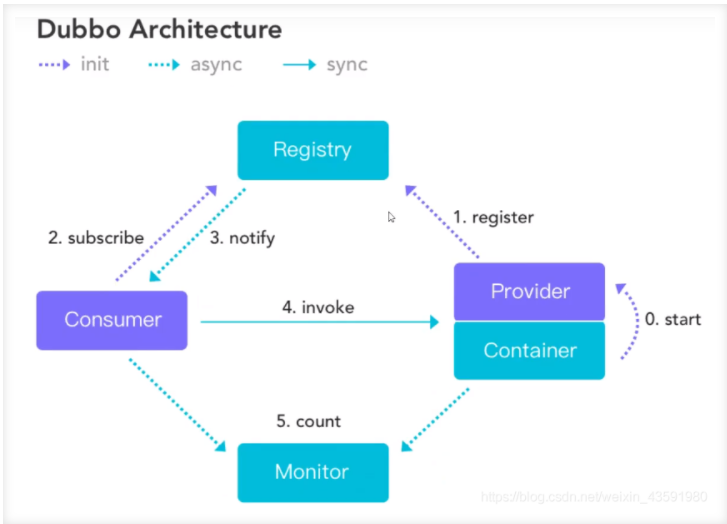 Dubbo Architecture
init async sync
Registry
1. register
2. subscribe 3. notify
Provider
4. invoke
Consumer
0. start
Container
5. count
Monitor
https://blog.csdn.net/weixin_43591980